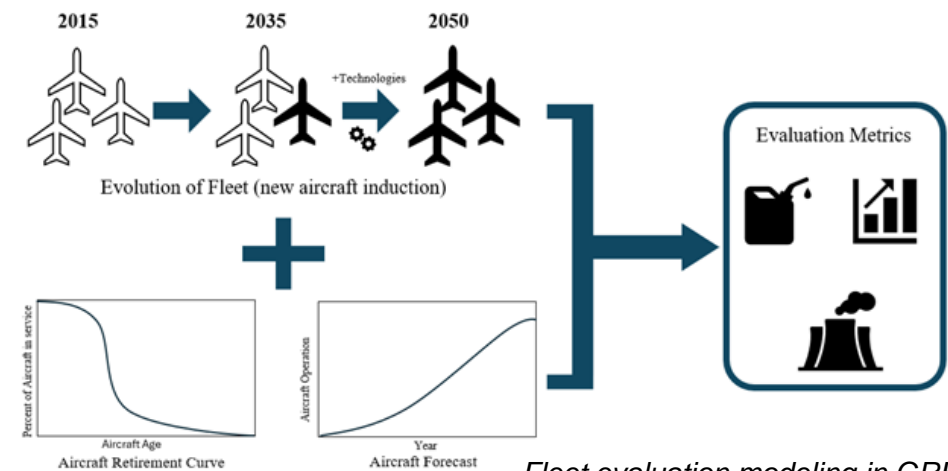 2015
2035
2050
+Technologies
Evolution of Fleet (new aircraft induction)
Evaluation Metrics
Percent of Aircraft in service
Aircraft Age
Aircraft Retirement Curve
Aircraft Operation
Year
Aircraft Forecast
Fleet evaluation modeling in